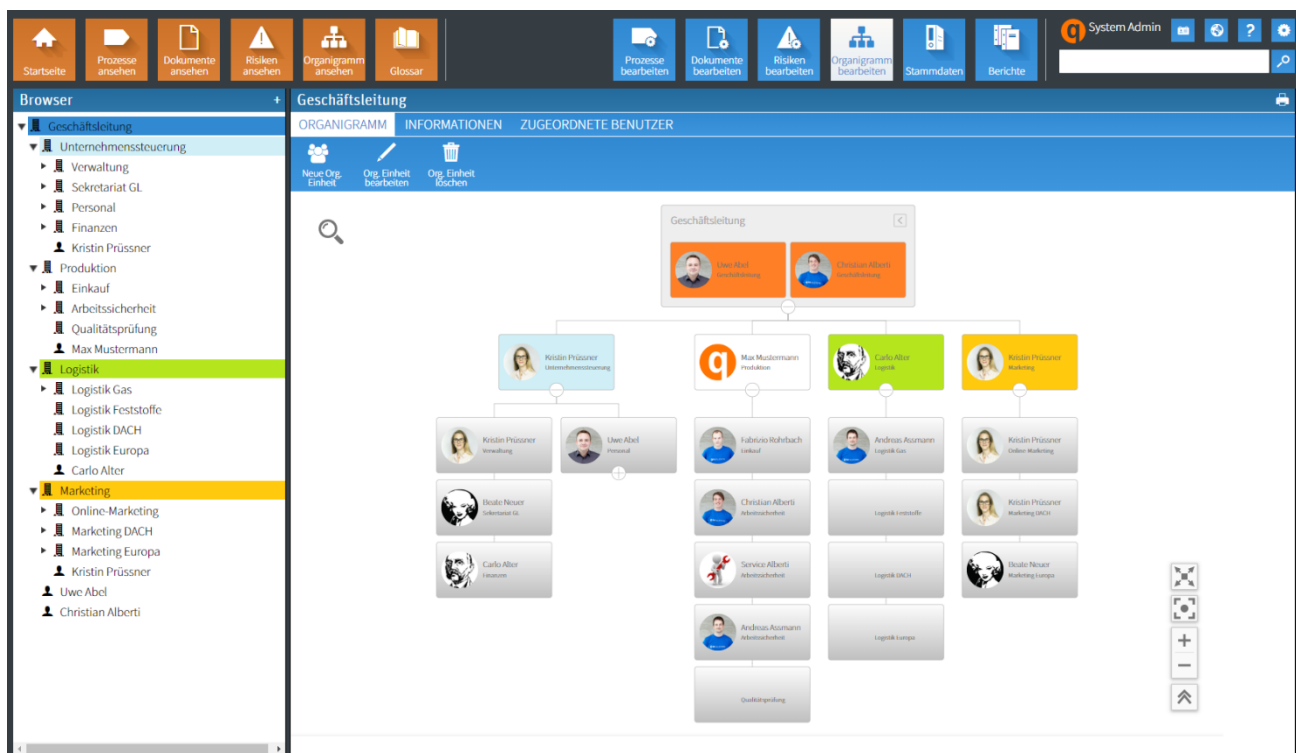 Startseite
Prozesse
ansehen
Dokumente
ansehen
Risiken
ansehen
Organigramm
ansehen
Glossar
Prozesse
bearbeiten
Dokumente
bearbeiten
Risiken
bearbeiten
Organigramm
bearbeiten
Stammdaten
Berichte
System Admin
?
Browser +
Geschäftsleitung
Unternehmenssteuerung
Verwaltung
Sekretariat GL
Personal
Finanzen
Kristin Prüssner
Produktion
Einkauf
Arbeitssicherheit
Qualitätsprüfung
Max Mustermann
Logistik
Logistik Gas
Logistik Feststoffe
Logistik DACH
Logistik Europa
Carlo Alter
Marketing
Online-Marketing
Marketing DACH
Marketing Europa
Kristin Prüssner
Uwe Abel
Christian Alberti
Geschäftsleitung
ORGANIGRAMM INFORMATIONEN ZUGEORDNETE BENUTZER
Neue Org.
Einheit
Org. Einheit
bearbeiten
Org. Einheit
löschen
Geschäftsleitung
Uwe Abel
Geschäftsleitung
Christian Alberti
Geschäftsleitung
Kristin Prüssner
Unternehmenssteuerung
Max Mustermann
Produktion
Carlo Alter
Logistik
Kristin Prüssner
Marketing
Kristin Prüssner
Verwaltung
Uwe Abel
Personal
Fabrizio Rohrbach
Einkauf
Andreas Assmann
Logistik Gas
Kristin Prüssner
Online-Marketing
Beate Neuer
Sekretariat GL
Christian Alberti
Arbeitssicherheit
Logistik Feststoffe
Kristin Prüssner
Marketing DACH
Carlo Alter
Finanzen
Service Alberti
Arbeitssicherheit
Logistik DACH
Beate Neuer
Marketing Europa
Andreas Assmann
Arbeitssicherheit
Logistik Europa
Qualitätsprüfung